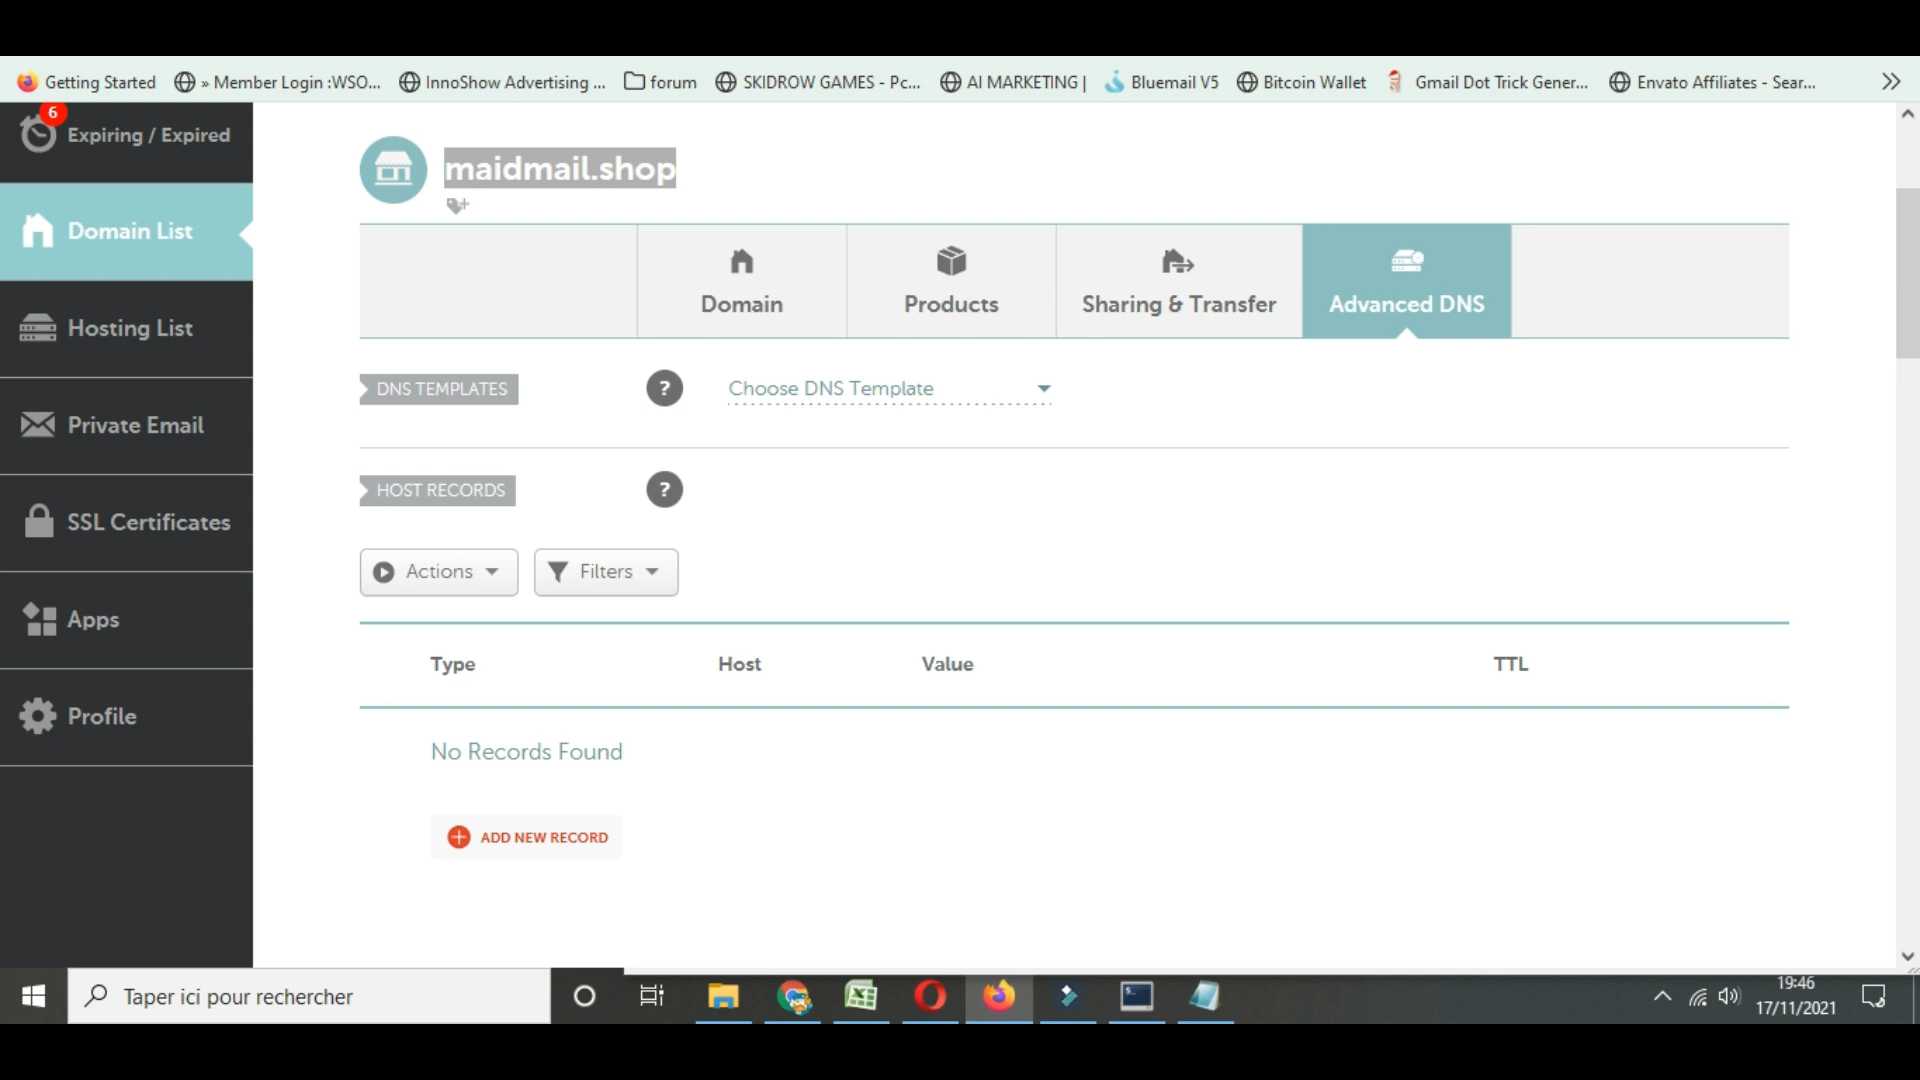 Getting Started » Member Login :WSO... InnoShow Advertising ... forum SKIDROW GAMES - Pc... AI MARKETING | Bluemail V5 Bitcoin Wallet Gmail Dot Trick Gener... Envato Affiliates - Sear...
6
Expiring / Expired
Domain List
Hosting List
Private Email
SSL Certificates
Apps
Profile
maidmail.shop
Domain Products Sharing & Transfer Advanced DNS
DNS TEMPLATES ? Choose DNS Template
HOST RECORDS ?
Actions Filters
Type Host Value TTL
No Records Found
ADD NEW RECORD
Taper ici pour rechercher
19:46
17/11/2021